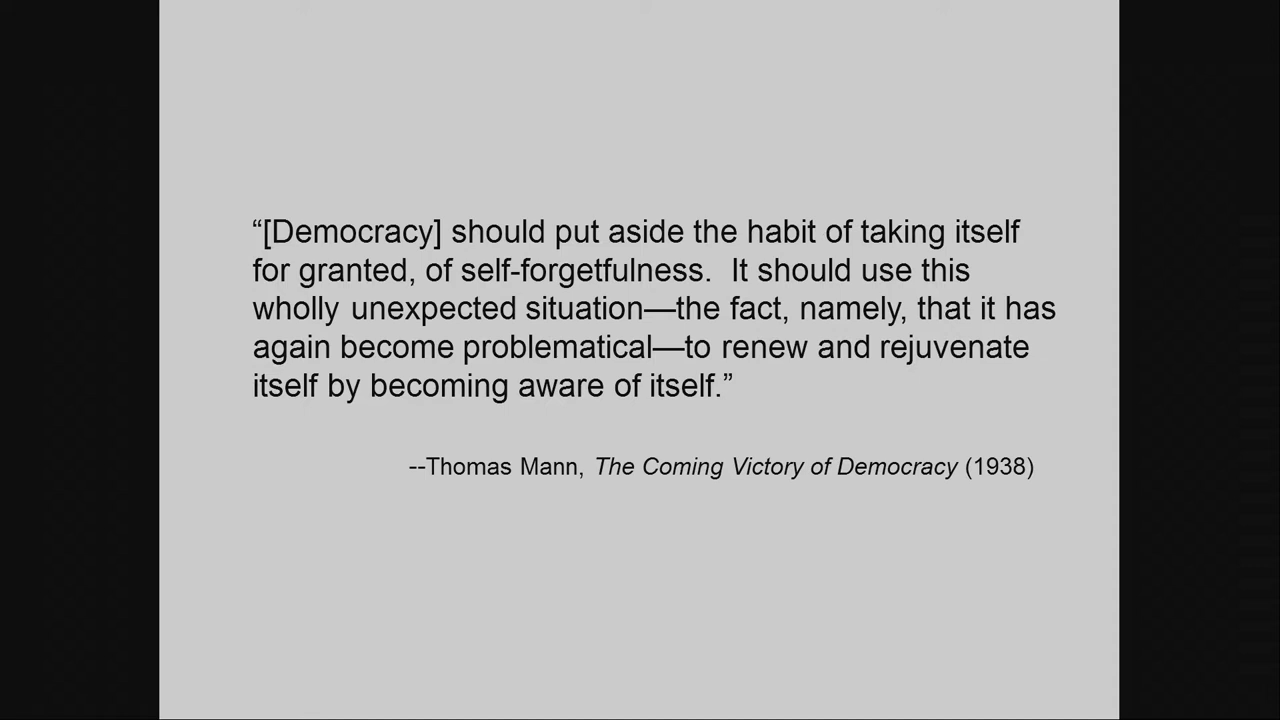 “[Democracy] should put aside the habit of taking itself
for granted, of self-forgetfulness.  It should use this
wholly unexpected situation—the fact, namely, that it has
again become problematical—to renew and rejuvenate
itself by becoming aware of itself.”
--Thomas Mann, The Coming Victory of Democracy (1938)